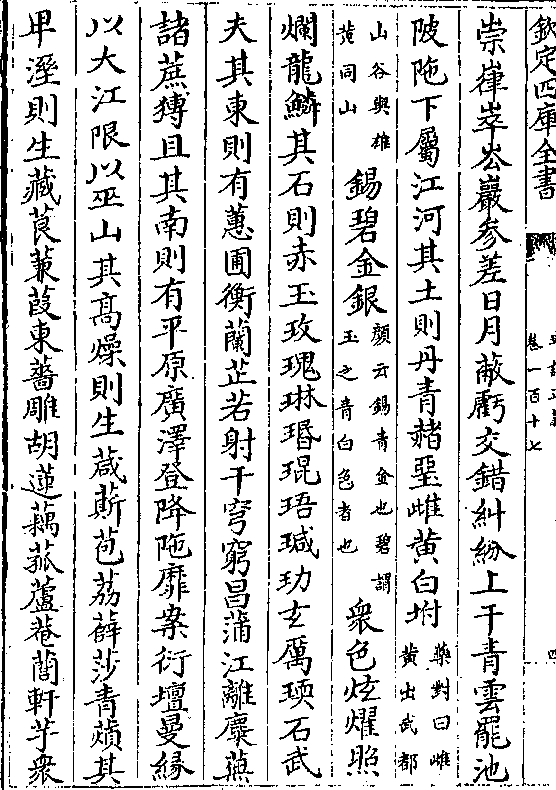 欽定四庫全書
卷一百十七
崇嵂崒岑巖參差日月蔽虧交錯糾紛上干青雲罷池
陂陁下屬江河其土則丹青赭堊雌黄白坿藥對曰雌黄出武都
山谷與雄黄同山錫碧金銀顔云錫青金也碧謂玉之青白色者也衆色炫燿照
爛龍鱗其石則赤玉玫瑰琳瑉琨珸瑊玏玄厲瑌石武
夫其東則有蕙圃衡蘭芷若射干穹窮昌蒲江離麋蕪
諸蔗猼且其南則有平原廣澤登降陁靡案衍壇曼緣
以大江限以巫山其高燥則生葴菥苞荔薛莎青薠其
卑溼則生藏莨蒹葭東蘠雕胡蓮藕菰蘆菴䕡軒芋衆